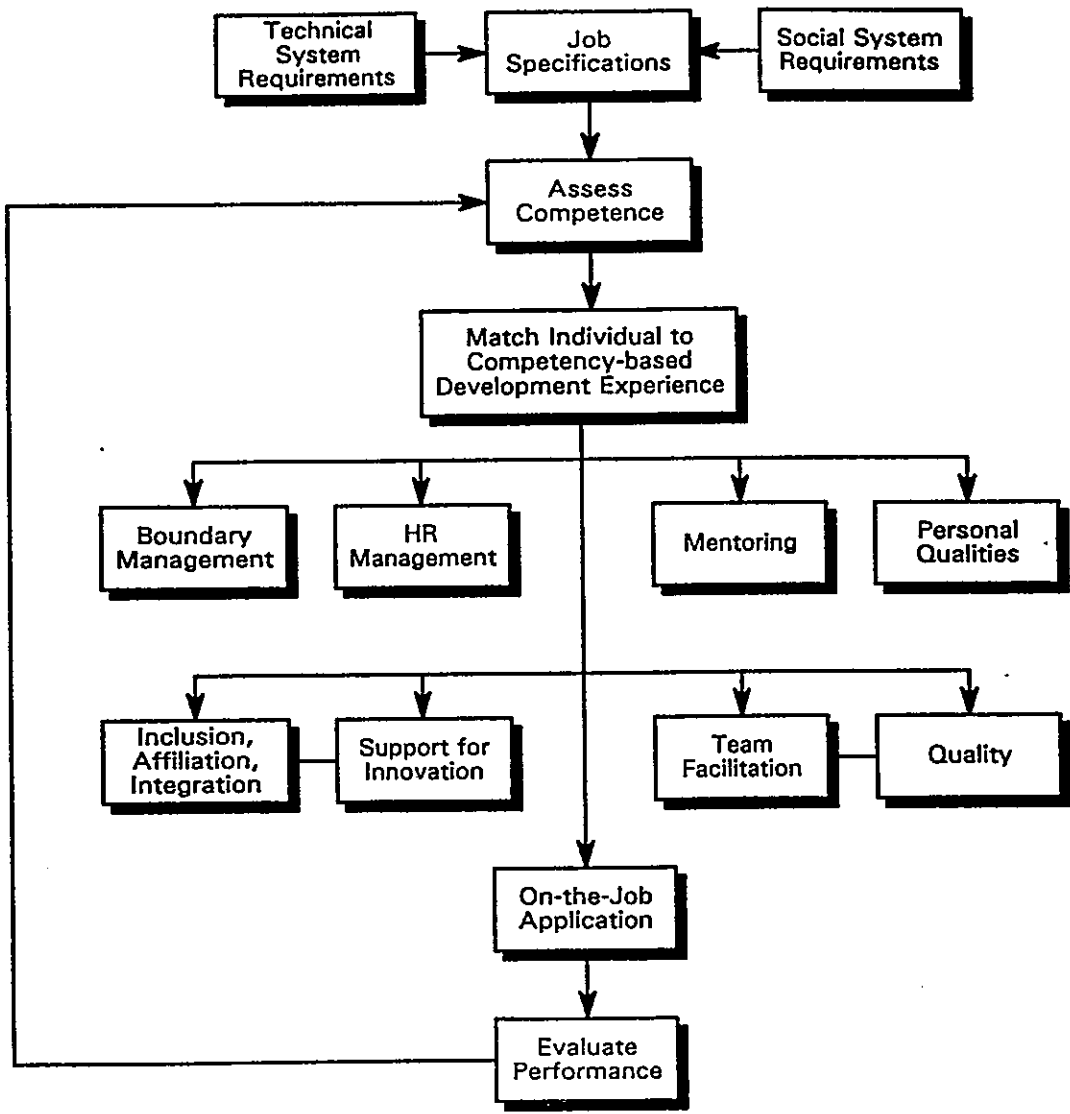 Technical
System
Requirements
Job
Specifications
Social System
Requirements
Assess
Competence
Match Individual to
Competency-based
Development Experience
Boundary
Management
HR
Management
Mentoring
Personal
Qualities
Inclusion,
Affiliation,
Integration
Support for
Innovation
Team
Facilitation
Quality
On-the-Job
Application
Evaluate
Performance